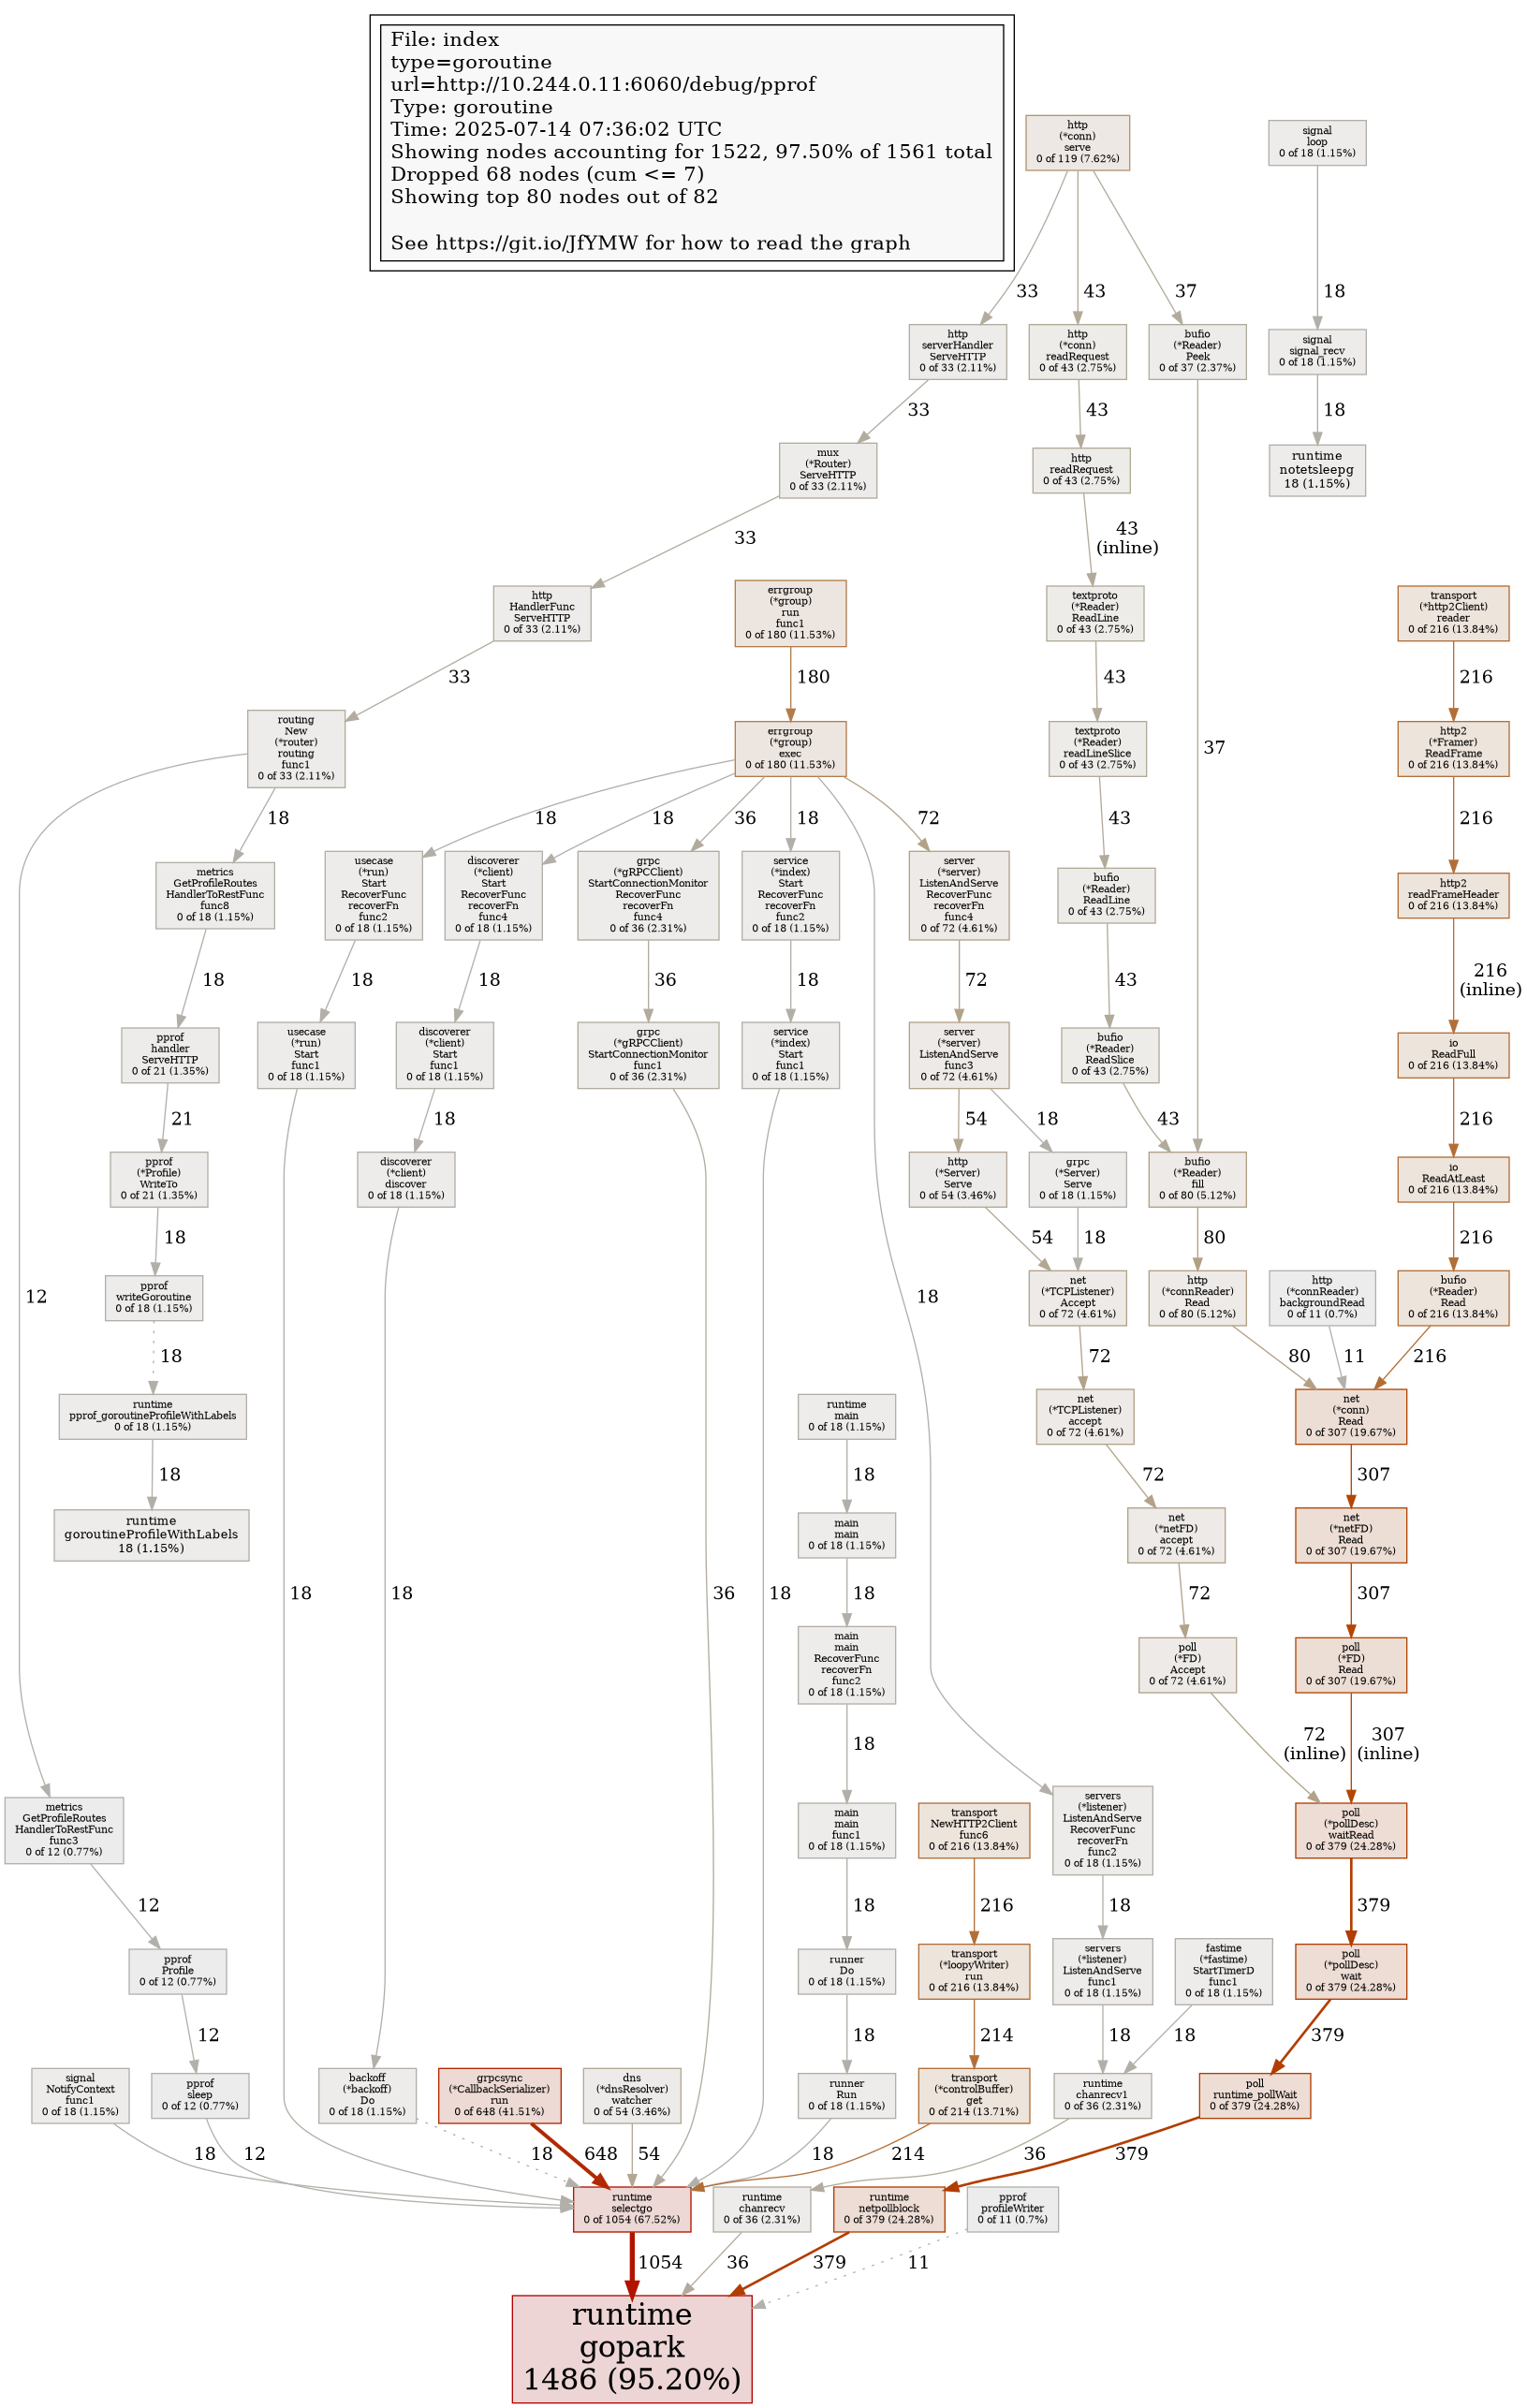 File: index
type=goroutine
url=http://10.244.0.11:6060/debug/pprof
Type: goroutine
Time: 2025-07-14 07:36:02 UTC
Showing nodes accounting for 1522, 97.50% of 1561 total
Dropped 68 nodes (cum <= 7)
Showing top 80 nodes out of 82
See https://git.io/JfYMW for how to read the graph
http
(*conn)
serve
0 of 119 (7.62%)
signal
loop
0 of 18 (1.15%)
33
43
37
18
http
serverHandler
ServeHTTP
0 of 33 (2.11%)
http
(*conn)
readRequest
0 of 43 (2.75%)
bufio
(*Reader)
Peek
0 of 37 (2.37%)
signal
signal_recv
0 of 18 (1.15%)
33
43
18
mux
(*Router)
ServeHTTP
0 of 33 (2.11%)
http
readRequest
0 of 43 (2.75%)
runtime
notetsleepg
18 (1.15%)
33
43
(inline)
http
HandlerFunc
ServeHTTP
0 of 33 (2.11%)
errgroup
(*group)
run
func1
0 of 180 (11.53%)
textproto
(*Reader)
ReadLine
0 of 43 (2.75%)
transport
(*http2Client)
reader
0 of 216 (13.84%)
33
180
43
216
routing
New
(*router)
routing
func1
0 of 33 (2.11%)
errgroup
(*group)
exec
0 of 180 (11.53%)
textproto
(*Reader)
readLineSlice
0 of 43 (2.75%)
37
http2
(*Framer)
ReadFrame
0 of 216 (13.84%)
18
18
18
36
18
72
43
216
metrics
GetProfileRoutes
HandlerToRestFunc
func8
0 of 18 (1.15%)
usecase
(*run)
Start
RecoverFunc
recoverFn
func2
0 of 18 (1.15%)
discoverer
(*client)
Start
RecoverFunc
recoverFn
func4
0 of 18 (1.15%)
grpc
(*gRPCClient)
StartConnectionMonitor
RecoverFunc
recoverFn
func4
0 of 36 (2.31%)
service
(*index)
Start
RecoverFunc
recoverFn
func2
0 of 18 (1.15%)
server
(*server)
ListenAndServe
RecoverFunc
recoverFn
func4
0 of 72 (4.61%)
bufio
(*Reader)
ReadLine
0 of 43 (2.75%)
http2
readFrameHeader
0 of 216 (13.84%)
18
18
18
36
18
72
43
216
(inline)
pprof
handler
ServeHTTP
0 of 21 (1.35%)
usecase
(*run)
Start
func1
0 of 18 (1.15%)
discoverer
(*client)
Start
func1
0 of 18 (1.15%)
grpc
(*gRPCClient)
StartConnectionMonitor
func1
0 of 36 (2.31%)
service
(*index)
Start
func1
0 of 18 (1.15%)
server
(*server)
ListenAndServe
func3
0 of 72 (4.61%)
bufio
(*Reader)
ReadSlice
0 of 43 (2.75%)
io
ReadFull
0 of 216 (13.84%)
21
18
54
18
43
216
pprof
(*Profile)
WriteTo
0 of 21 (1.35%)
discoverer
(*client)
discover
0 of 18 (1.15%)
http
(*Server)
Serve
0 of 54 (3.46%)
grpc
(*Server)
Serve
0 of 18 (1.15%)
bufio
(*Reader)
fill
0 of 80 (5.12%)
io
ReadAtLeast
0 of 216 (13.84%)
18
54
18
80
216
12
pprof
writeGoroutine
0 of 18 (1.15%)
18
net
(*TCPListener)
Accept
0 of 72 (4.61%)
http
(*connReader)
Read
0 of 80 (5.12%)
http
(*connReader)
backgroundRead
0 of 11 (0.7%)
bufio
(*Reader)
Read
0 of 216 (13.84%)
18
72
80
11
216
runtime
pprof_goroutineProfileWithLabels
0 of 18 (1.15%)
runtime
main
0 of 18 (1.15%)
net
(*TCPListener)
accept
0 of 72 (4.61%)
net
(*conn)
Read
0 of 307 (19.67%)
18
18
72
307
runtime
goroutineProfileWithLabels
18 (1.15%)
main
main
0 of 18 (1.15%)
net
(*netFD)
accept
0 of 72 (4.61%)
net
(*netFD)
Read
0 of 307 (19.67%)
18
18
36
18
18
72
307
main
main
RecoverFunc
recoverFn
func2
0 of 18 (1.15%)
poll
(*FD)
Accept
0 of 72 (4.61%)
poll
(*FD)
Read
0 of 307 (19.67%)
18
72
(inline)
307
(inline)
metrics
GetProfileRoutes
HandlerToRestFunc
func3
0 of 12 (0.77%)
main
main
func1
0 of 18 (1.15%)
transport
NewHTTP2Client
func6
0 of 216 (13.84%)
servers
(*listener)
ListenAndServe
RecoverFunc
recoverFn
func2
0 of 18 (1.15%)
poll
(*pollDesc)
waitRead
0 of 379 (24.28%)
12
18
216
18
379
pprof
Profile
0 of 12 (0.77%)
runner
Do
0 of 18 (1.15%)
transport
(*loopyWriter)
run
0 of 216 (13.84%)
servers
(*listener)
ListenAndServe
func1
0 of 18 (1.15%)
fastime
(*fastime)
StartTimerD
func1
0 of 18 (1.15%)
poll
(*pollDesc)
wait
0 of 379 (24.28%)
12
18
214
18
18
379
signal
NotifyContext
func1
0 of 18 (1.15%)
pprof
sleep
0 of 12 (0.77%)
backoff
(*backoff)
Do
0 of 18 (1.15%)
grpcsync
(*CallbackSerializer)
run
0 of 648 (41.51%)
dns
(*dnsResolver)
watcher
0 of 54 (3.46%)
runner
Run
0 of 18 (1.15%)
transport
(*controlBuffer)
get
0 of 214 (13.71%)
runtime
chanrecv1
0 of 36 (2.31%)
poll
runtime_pollWait
0 of 379 (24.28%)
18
12
18
648
54
18
214
36
379
runtime
selectgo
0 of 1054 (67.52%)
runtime
chanrecv
0 of 36 (2.31%)
runtime
netpollblock
0 of 379 (24.28%)
pprof
profileWriter
0 of 11 (0.7%)
1054
36
379
11
runtime
gopark
1486 (95.20%)